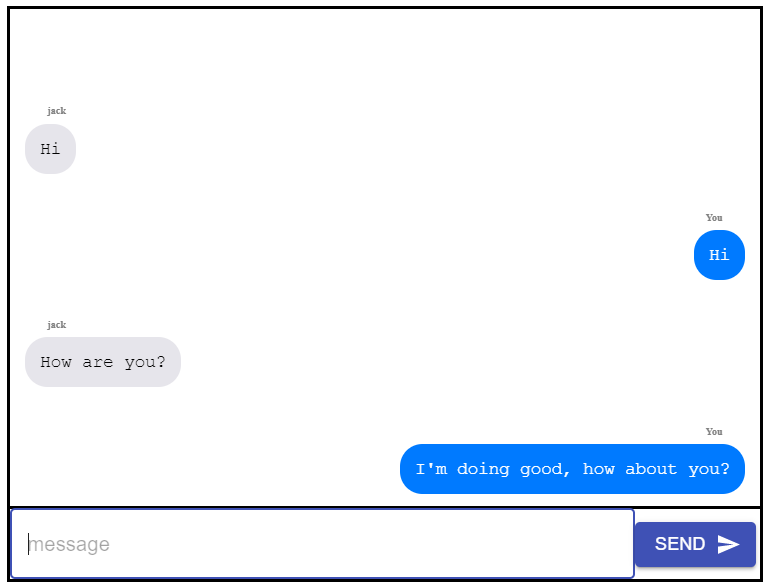 jack
Hi
You
Hi
jack
How are you?
You
I'm doing good, how about you?
message
SEND